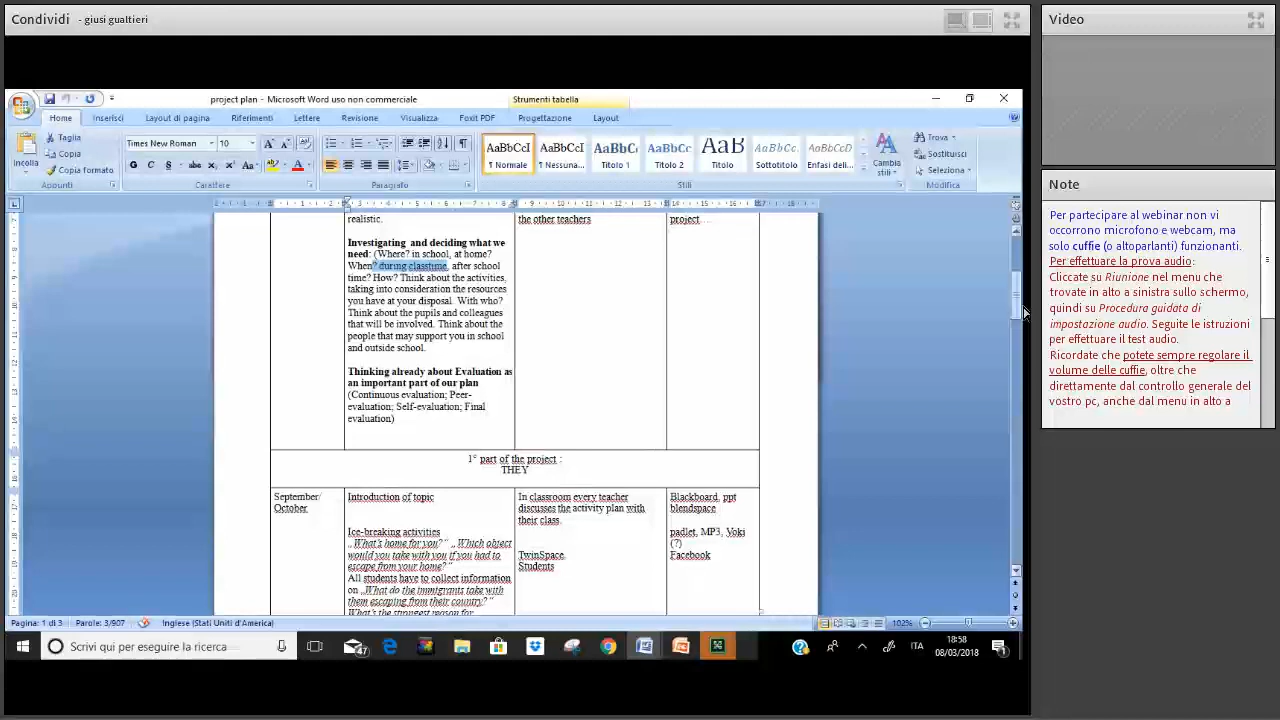 Condividi - giusi gualtieri
project plan - Microsoft Word uso non commerciale
Strumenti tabella
Home
Inserisci
Layout di pagina
Riferimenti
Lettere
Revisione
Visualizza
Foxit PDF
Progettazione
Layout
Incolla
Taglia
Copia
Copia formato
Appunti
Times New Roman
10
Carattere
Paragrafo
AaBbCcI
¶ Normale
AaBbCcI
¶ Nessuna...
AaBbC
Titolo 1
AaBbCc
Titolo 2
AaB
Titolo
AaBbCc.
Sottotitolo
AaBbCcD
Enfasi deli...
Cambia
stili
Stili
Trova
Sostituisci
Seleziona
Modifica
realistic.
Investigating and deciding what we
need: (Where? in school, at home?
When? during classtime, after school
time? How? Think about the activities,
taking into consideration the resources
you have at your disposal. With who?
Think about the pupils and colleagues
that will be involved. Think about the
people that may support you in school
and outside school.
Thinking already about Evaluation as
an important part of our plan
(Continuous evaluation; Peer-
evaluation; Self-evaluation; Final
evaluation)
the other teachers
project....
1° part of the project :
THEY
September/
October
Introduction of topic
Ice-breaking activities
„What's home for you?" „Which object
would you take with you if you had to
escape from your home?"
All students have to collect information
on „What do the immigrants take with
them escaping from their country?"
What's the strongest reason for
In classroom every teacher
discusses the activity plan with
their class.
TwinSpace
Students
Blackboard, ppt
blendspace
padlet, MP3, Voki
(?)
Facebook
Pagina: 1 di 3
Parole: 3/907
Inglese (Stati Uniti d'America)
102%
Scrivi qui per eseguire la ricerca
47
ITA
18:58
08/03/2018
1
Video
Note
Per partecipare al webinar non vi
occorrono microfono e webcam, ma
solo cuffie (o altoparlanti) funzionanti.
Per effettuare la prova audio:
Cliccate su Riunione nel menu che
trovate in alto a sinistra sullo schermo,
quindi su Procedura guidata di
impostazione audio. Seguite le istruzioni
per effettuare il test audio.
Ricordate che potete sempre regolare il
volume delle cuffie, oltre che
direttamente dal controllo generale del
vostro pc, anche dal menu in alto a